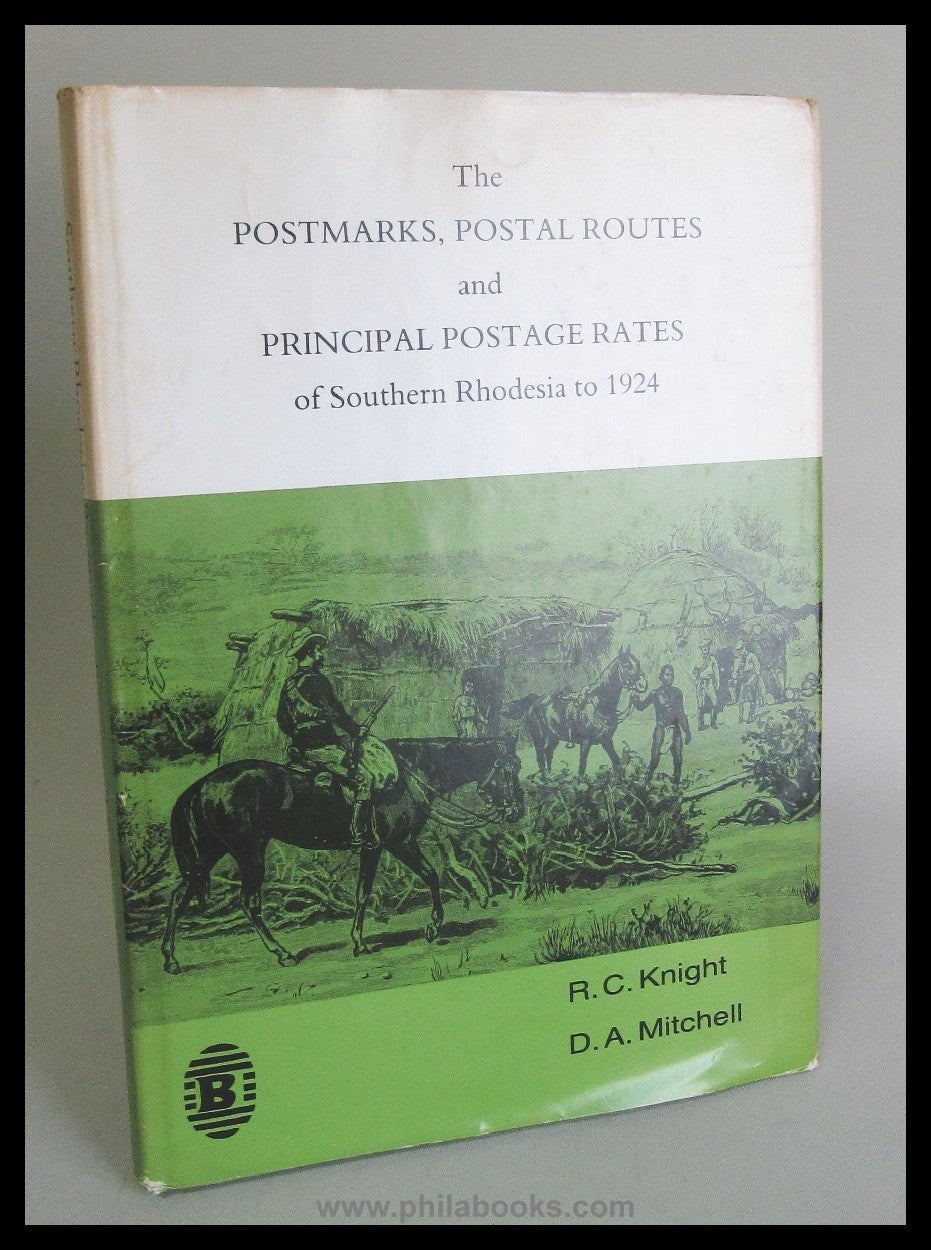 The
POSTMARKS, POSTAL ROUTES
and
PRINCIPAL POSTAGE RATES
of Southern Rhodesia to 1924
R.C. Knight
D.A. Mitchell
B
www.philabooks.com